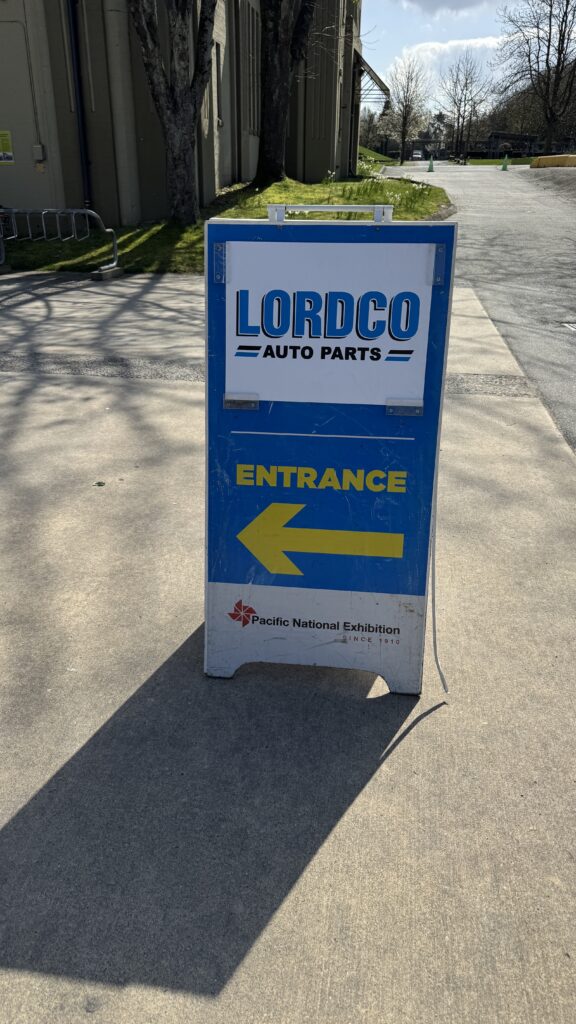 LORDCO
AUTO PARTS
ENTRANCE
Pacific National Exhibition
SINCE 1910